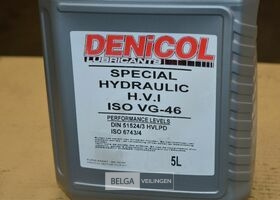 DENiCOL
LUBRICANTS
SPECIAL
HYDRAULIC
H.V.I
ISO VG-46
PERFORMANCE LEVELS
DIN 51524/3 HVLPD
ISO 6743/4
5L
BELGA VEILINGEN